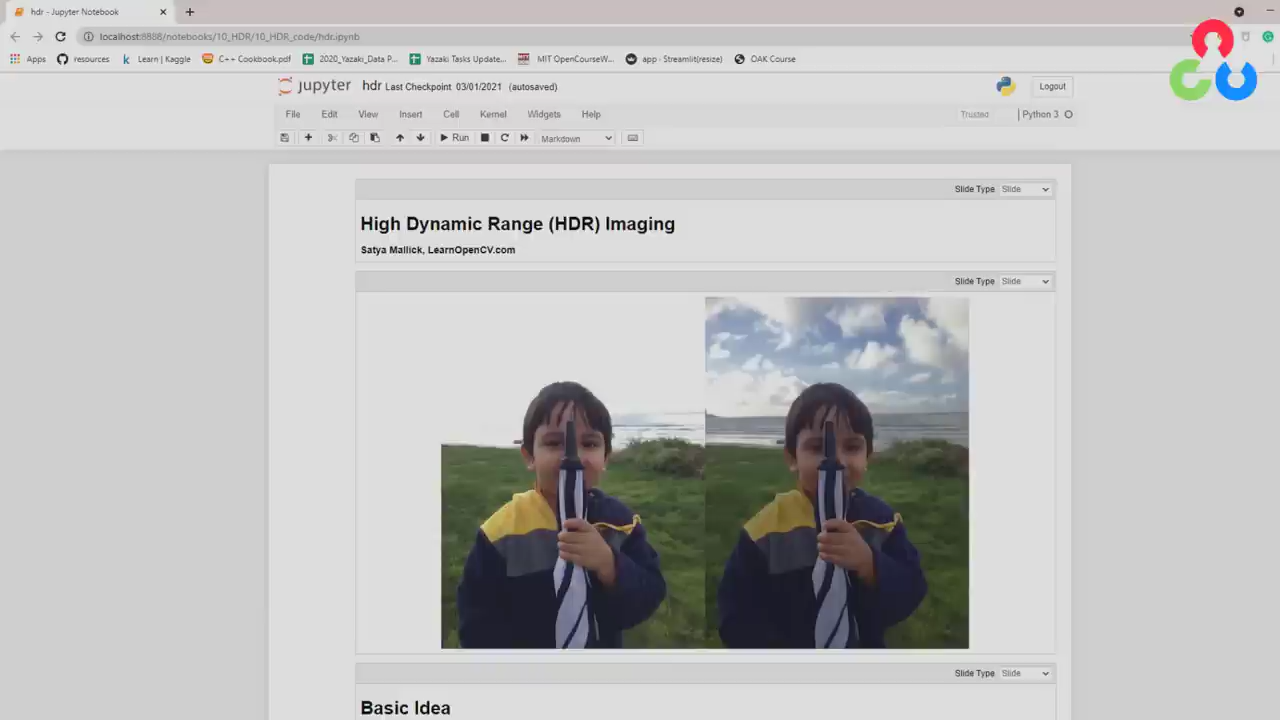 hdr - Jupyter Notebook
localhost:8888/notebooks/10_HDR/10_HDR_code/hdr.ipynb
Apps resources Learn | Kaggle C++ Cookbook.pdf 2020_Yazaki_Data P... Yazaki Tasks Update... MIT OpenCourseW... app · Streamlit(resize) OAK Course
jupyter hdr Last Checkpoint 03/01/2021 (autosaved) Logout
File Edit View Insert Cell Kernel Widgets Help Trusted Python 3
Run Markdown
Slide Type Slide
High Dynamic Range (HDR) Imaging
Satya Mallick, LearnOpenCV.com
Slide Type Slide
Slide Type Slide
Basic Idea